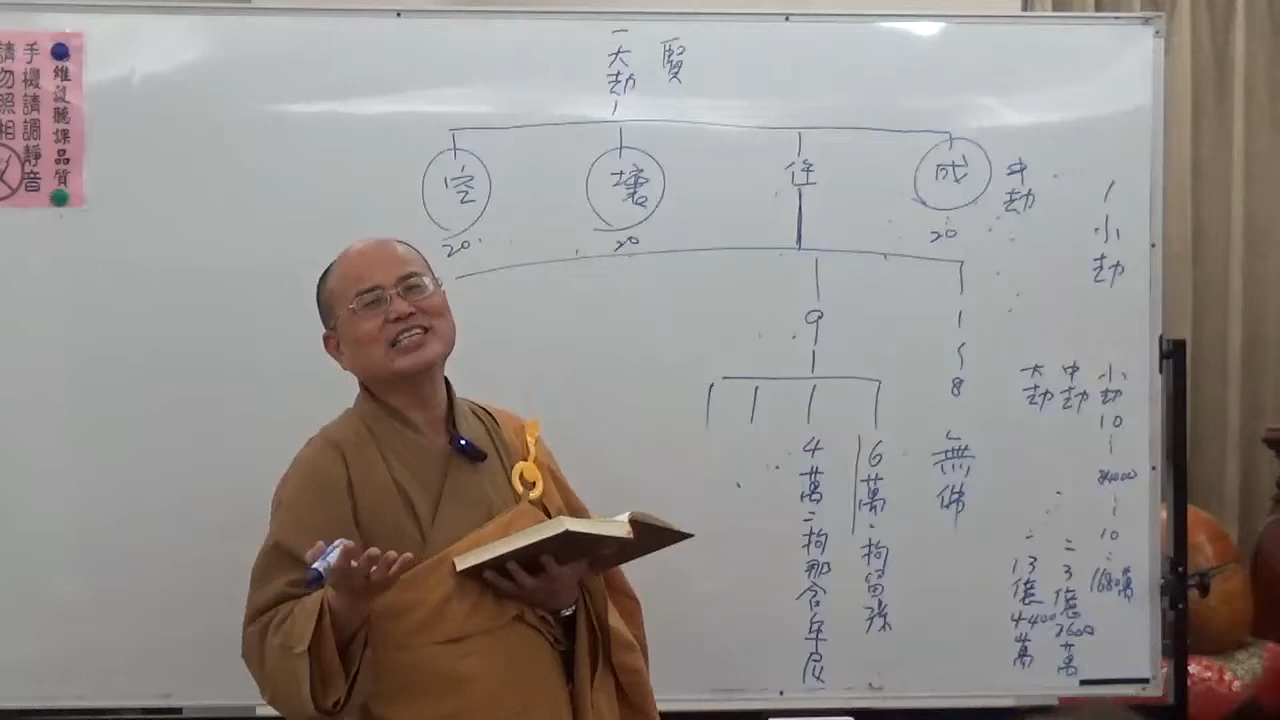 維護聽課品質
手機請調靜音
請勿照相
一大劫
賢
成
住
壞
空
20
20
20
中劫
1小劫
1
8
無佛
9
6萬
拘留孫
4萬
拘那含牟尼
小劫10
84000
10
1680萬
中劫
3億3600萬
大劫
13億4400萬